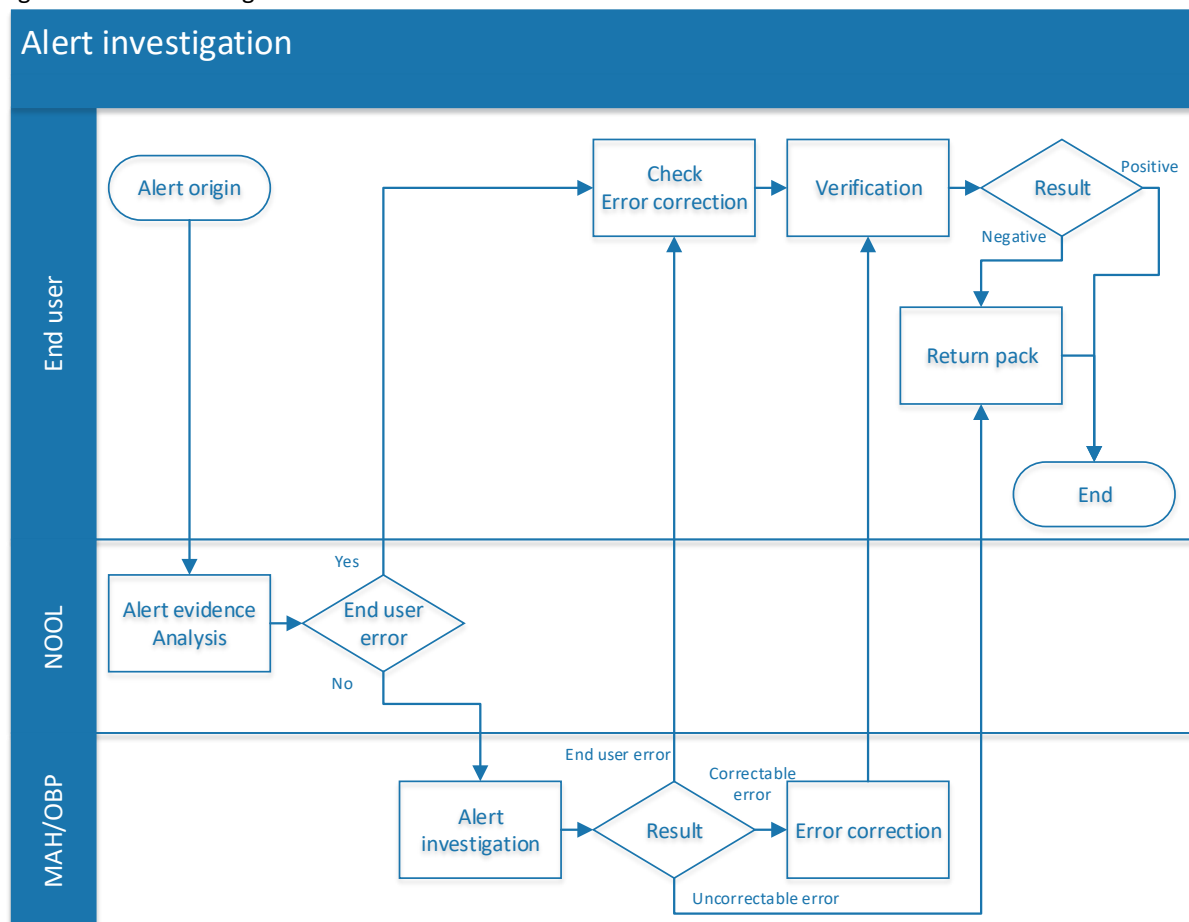 Alert investigation
End user
Alert origin
Check
Error correction
Verification
Result
Positive
Negative
Return pack
End
NOOL
Alert evidence
Analysis
Yes
End user
error
No
MAH/OBP
Alert
investigation
End user error
Result
Correctable
error
Error correction
Uncorrectable error